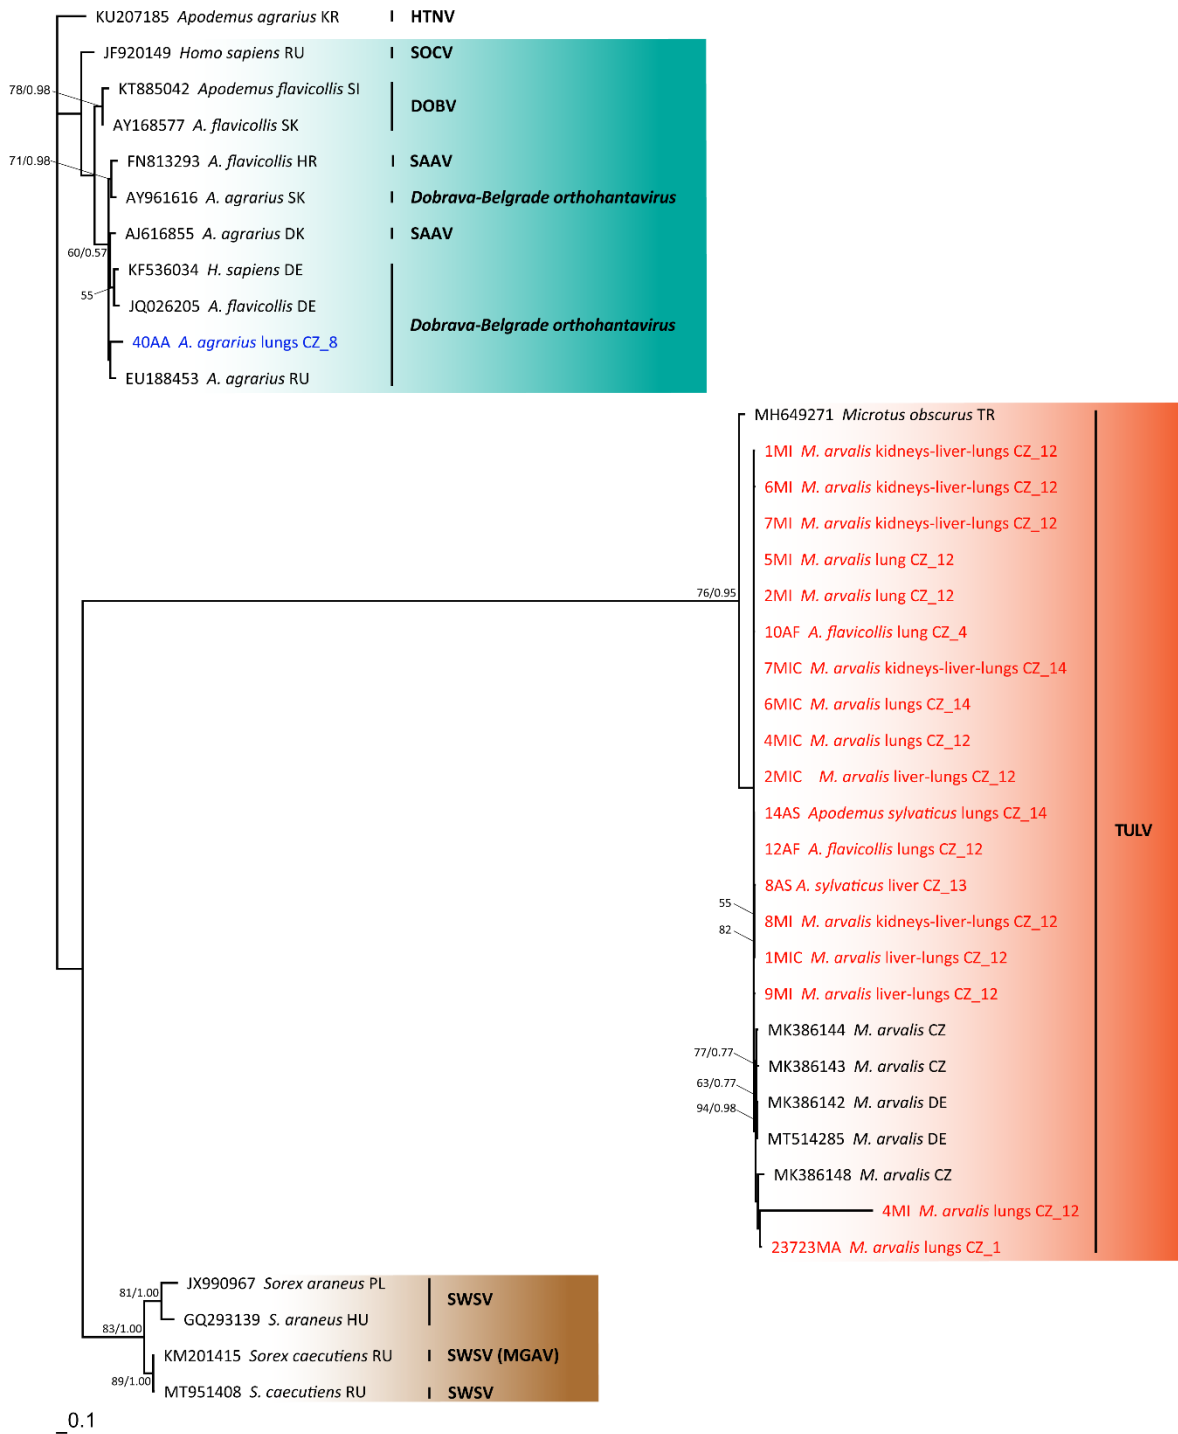 KU207185 Apodemus agrarius KR I HTNV
JF920149 Homo sapiens RU I SOCV
78/0.98
KT885042 Apodemus flavicollis SI
DOBV
AY168577 A. flavicollis SK
71/0.98
FN813293 A. flavicollis HR I SAAV
AY961616 A. agrarius SK I Dobrava-Belgrade orthohantavirus
AJ616855 A. agrarius DK I SAAV
60/0.57
KF536034 H. sapiens DE
55
JQ026205 A. flavicollis DE
Dobrava-Belgrade orthohantavirus
40AA A. agrarius lungs CZ_8
EU188453 A. agrarius RU
MH649271 Microtus obscurus TR
1MI M. arvalis kidneys-liver-lungs CZ_12
6MI M. arvalis kidneys-liver-lungs CZ_12
7MI M. arvalis kidneys-liver-lungs CZ_12
5MI M. arvalis lung CZ_12
76/0.95
2MI M. arvalis lung CZ_12
10AF A. flavicollis lung CZ_4
7MIC M. arvalis kidneys-liver-lungs CZ_14
6MIC M. arvalis lungs CZ_14
4MIC M. arvalis lungs CZ_12
2MIC M. arvalis liver-lungs CZ_12
14AS Apodemus sylvaticus lungs CZ_14
TULV
12AF A. flavicollis lungs CZ_12
8AS A. sylvaticus liver CZ_13
55
8MI M. arvalis kidneys-liver-lungs CZ_12
82
1MIC M. arvalis liver-lungs CZ_12
9MI M. arvalis liver-lungs CZ_12
MK386144 M. arvalis CZ
77/0.77
MK386143 M. arvalis CZ
63/0.77
MK386142 M. arvalis DE
94/0.98
MT514285 M. arvalis DE
MK386148 M. arvalis CZ
4MI M. arvalis lungs CZ_12
23723MA M. arvalis lungs CZ_1
JX990967 Sorex araneus PL
81/1.00
SWSV
GQ293139 S. araneus HU
83/1.00
KM201415 Sorex caecutiens RU I SWSV (MGAV)
89/1.00
MT951408 S. caecutiens RU I SWSV
0.1